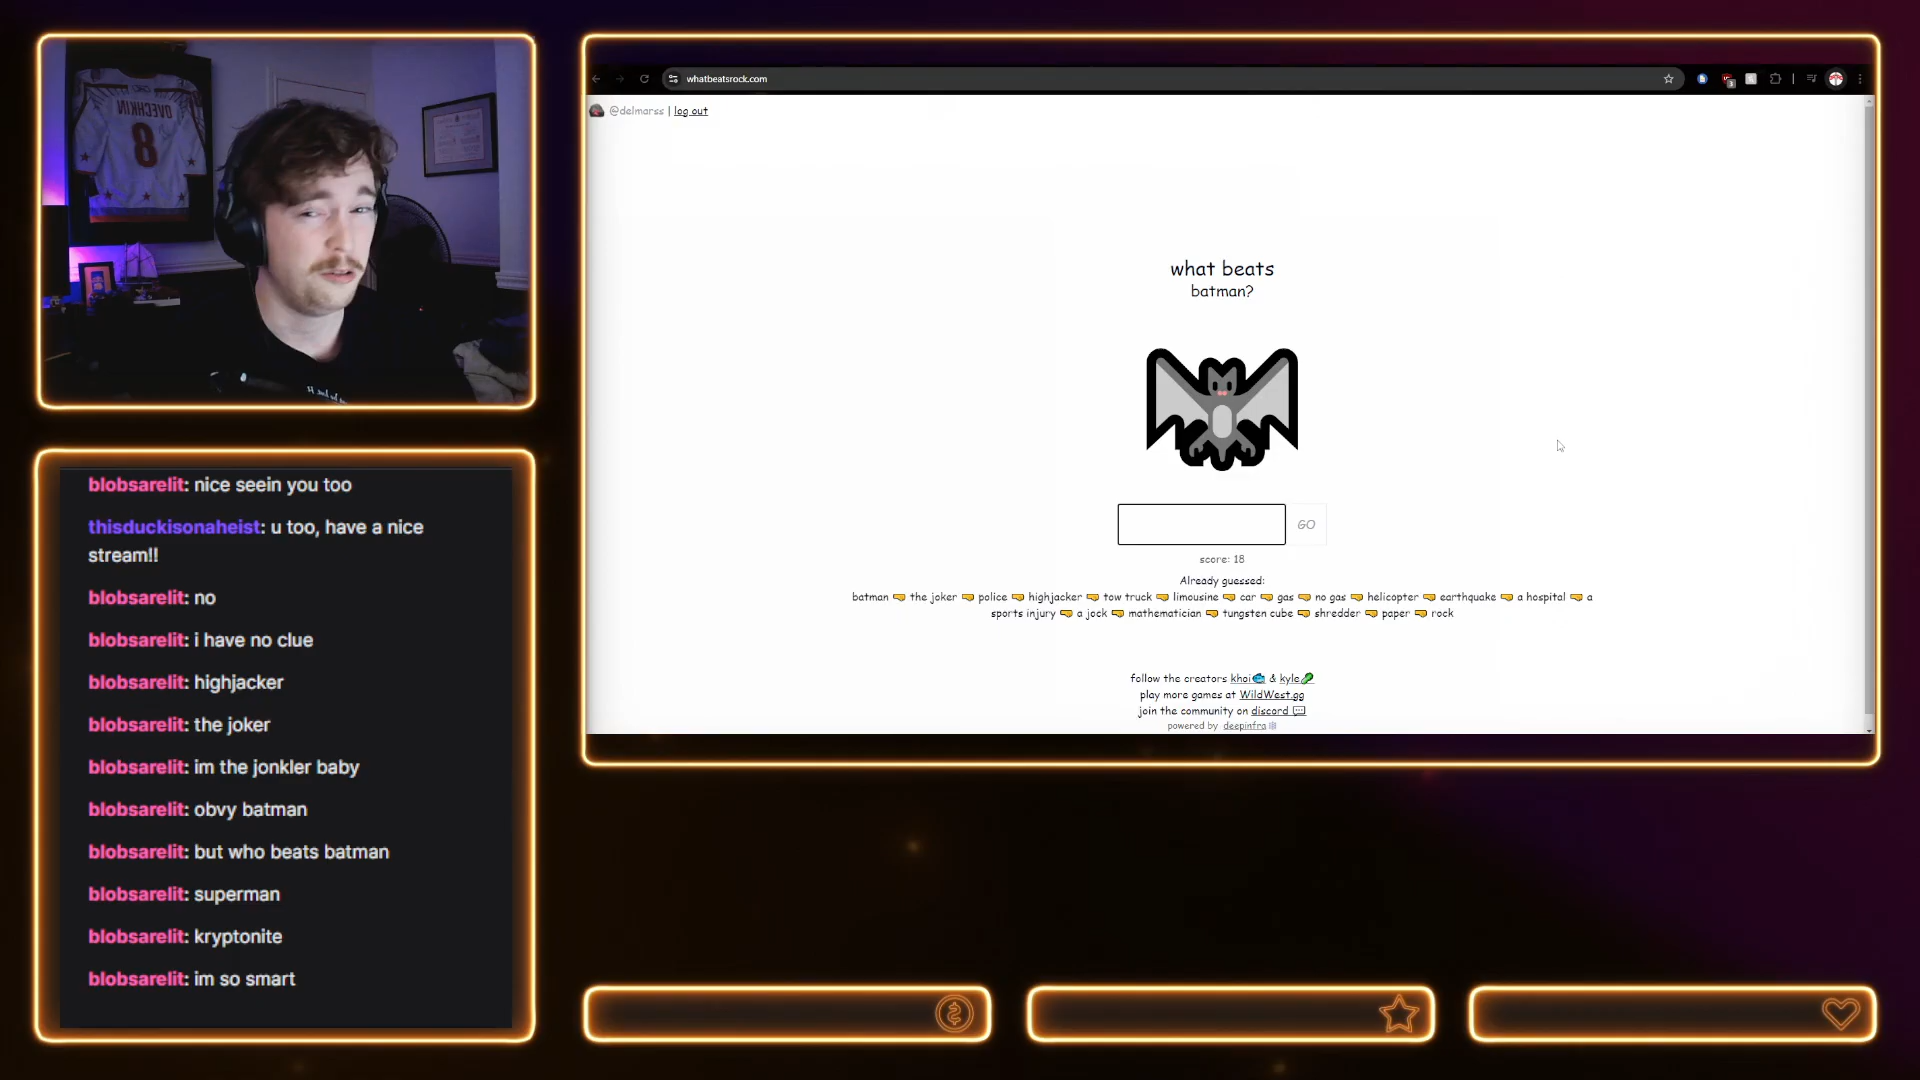 OVECHKIN
8
blobsarelit: nice seein you too
thisduckisonaheist: u too, have a nice
stream!!
blobsarelit: no
blobsarelit: i have no clue
blobsarelit: highjacker
blobsarelit: the joker
blobsarelit: im the jonkler baby
blobsarelit: obvy batman
blobsarelit: but who beats batman
blobsarelit: superman
blobsarelit: kryptonite
blobsarelit: im so smart
whatbeatsrock.com
@delmarss | log out
what beats
batman?
GO
score: 18
Already guessed:
batman 🤜 the joker 🤜 police 🤜 highjacker 🤜 tow truck 🤜 limousine 🤜 car 🤜 gas 🤜 no gas 🤜 helicopter 🤜 earthquake 🤜 a hospital 🤜 a
sports injury 🤜 a jock 🤜 mathematician 🤜 tungsten cube 🤜 shredder 🤜 paper 🤜 rock
follow the creators khoi & kyle
play more games at WildWest.gg
join the community on discord
powered by deepinfra